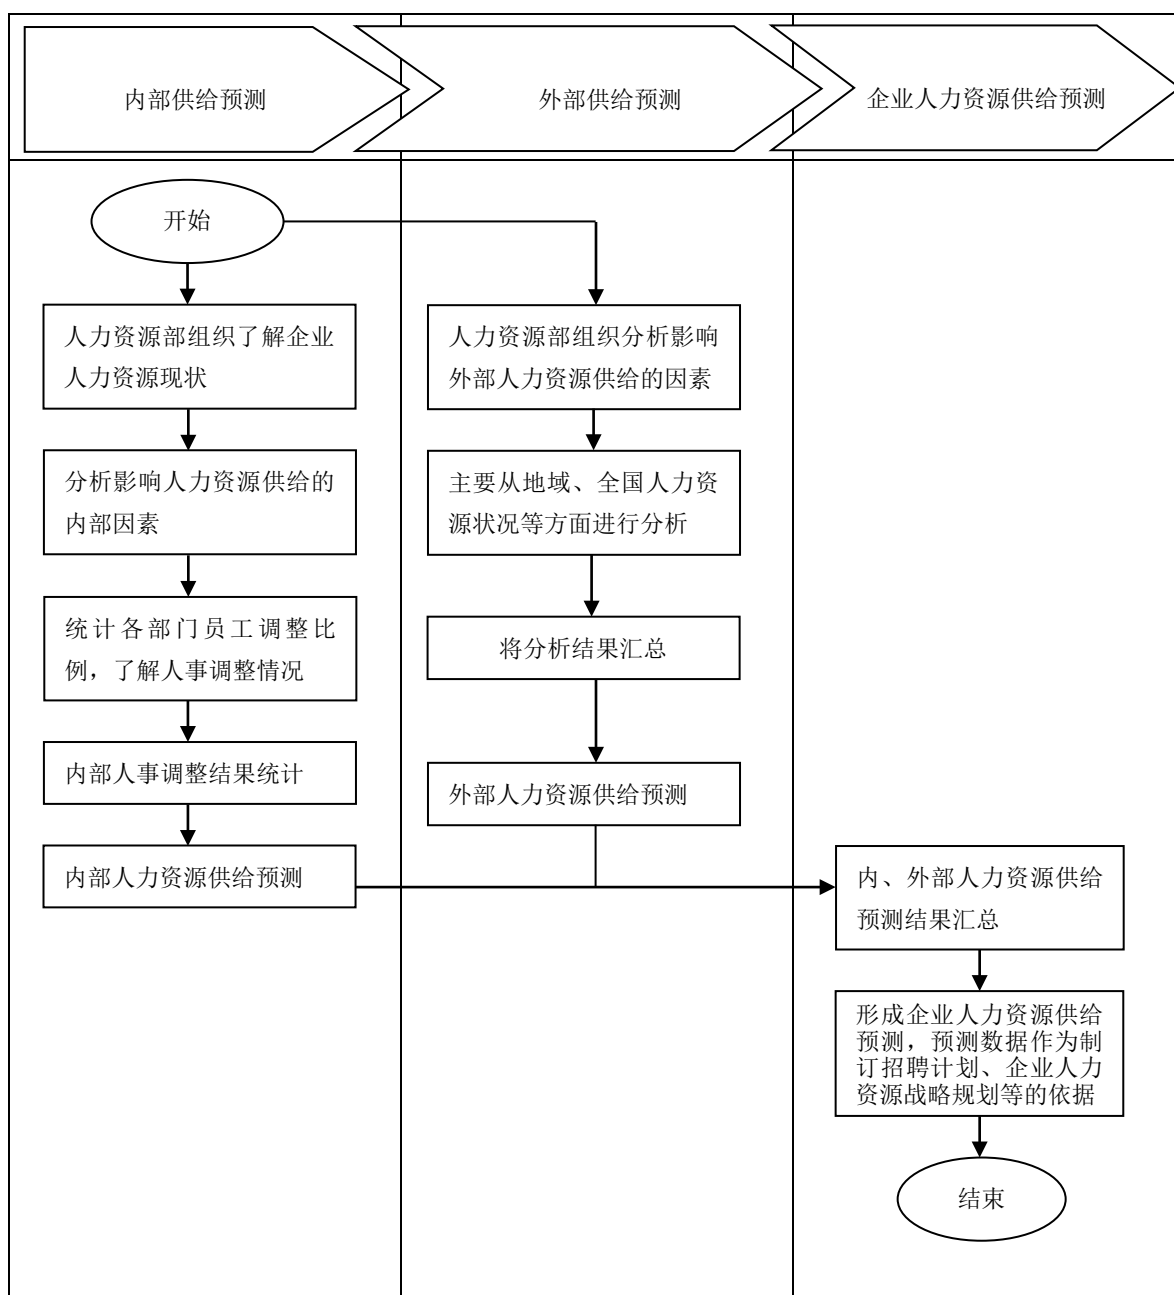 内部供给预测
外部供给预测
企业人力资源供给预测
开始
人力资源部组织了解企业
人力资源现状
分析影响人力资源供给的
内部因素
统计各部门员工调整比
例，了解人事调整情况
内部人事调整结果统计
内部人力资源供给预测
人力资源部组织分析影响
外部人力资源供给的因素
主要从地域、全国人力资
源状况等方面进行分析
将分析结果汇总
外部人力资源供给预测
内、外部人力资源供给
预测结果汇总
形成企业人力资源供给
预测，预测数据作为制
订招聘计划、企业人力
资源战略规划等的依据
结束